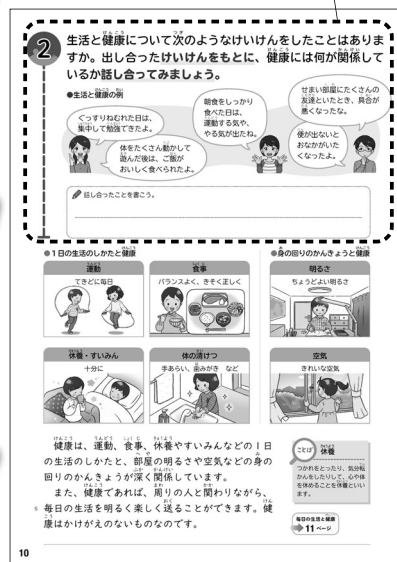 2
生活と健康について次のようなけいけんをしたことはありま
すか。出し合ったけいけんをもとに、健康には何が関係して
いるか話し合ってみましょう。
●生活と健康の例
ぐっすりねむれた日は、
集中して勉強できたよ。
体をたくさん動かして
遊んだ後は、ご飯が
おいしく食べられたよ。
朝食をしっかり
食べた日は、
運動する気や、
やる気が出たね。
せまい部屋にたくさんの
友達といたとき、具合が
悪くなったな。
便が出ないと
おなかがいた
くなったよ。
話し合ったことを書こう。
●1日の生活のしかたと健康
運動
てきどに毎日
食事
バランスよく、きそく正しく
休養・すいみん
十分に
体の清けつ
手あらい、歯みがき など
●身の回りのかんきょうと健康
明るさ
ちょうどよい明るさ
空気
きれいな空気
健康は、運動、食事、休養やすいみんなどの1日
の生活のしかたと、部屋の明るさや空気などの身の
回りのかんきょうが深く関係しています。
また、健康であれば、周りの人と関わりながら、
5 毎日の生活を明るく楽しく送ることができます。健
康はかけがえのないものなのです。
ことば 休養
つかれをとったり、気分転
かんをしたりして、心や体
を休めることを休養といい
ます。
毎日の生活と健康
11ページ
10